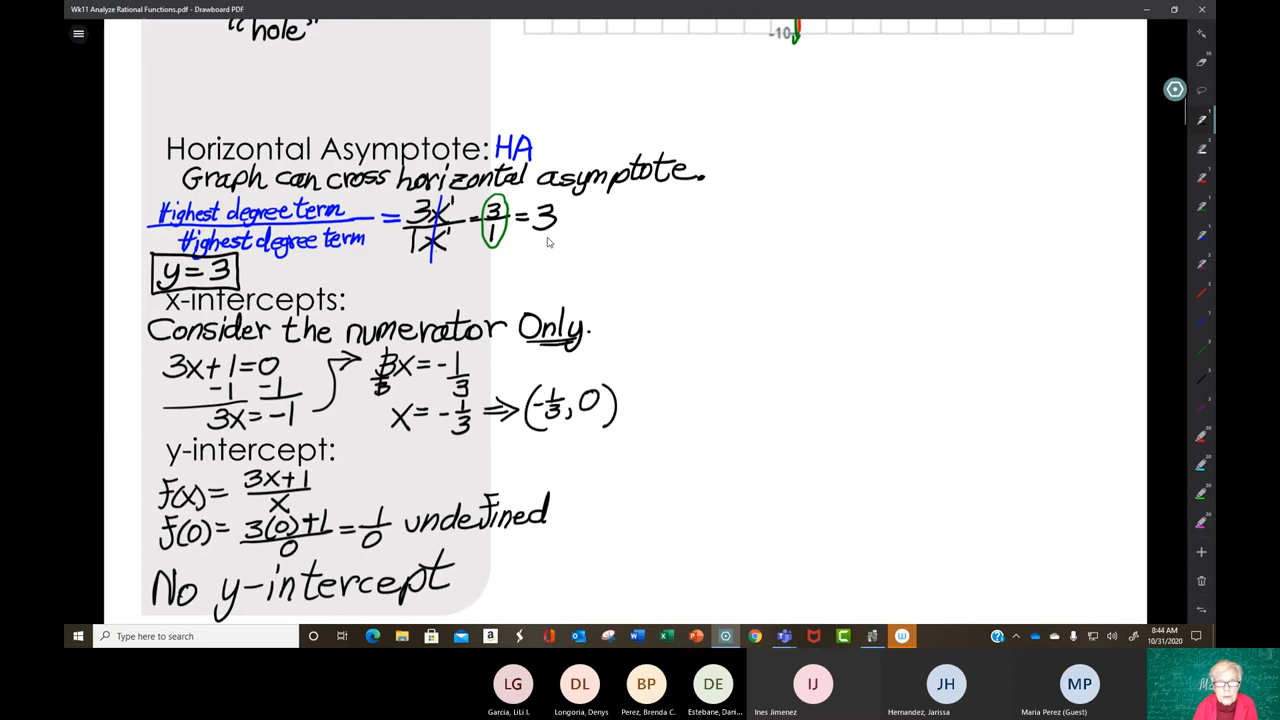 Wk11 Analyze Rational Functions.pdf - Drawboard PDF
"hole"
-10
Horizontal Asymptote: HA
Graph can cross horizontal asymptote.
Highest degree term / Highest degree term = 3x¹ / 1x¹ = 3/1 = 3
y = 3
x-intercepts:
Consider the numerator Only.
3x+1=0
-1 -1
3x=-1
3x/3 = -1/3
x = -1/3 ⇒ (-1/3, 0)
y-intercept:
f(x) = 3x+1 / x
f(0) = 3(0)+1 / 0 = 1/0 undefined
No y-intercept
Type here to search
8:44 AM
10/31/2020
LG
DL
BP
DE
IJ
JH
MP
Garcia, LiLi I.
Longoria, Denys
Perez, Brenda C.
Estebane, Dani...
Ines Jimenez
Hernandez, Jarissa
Maria Perez (Guest)